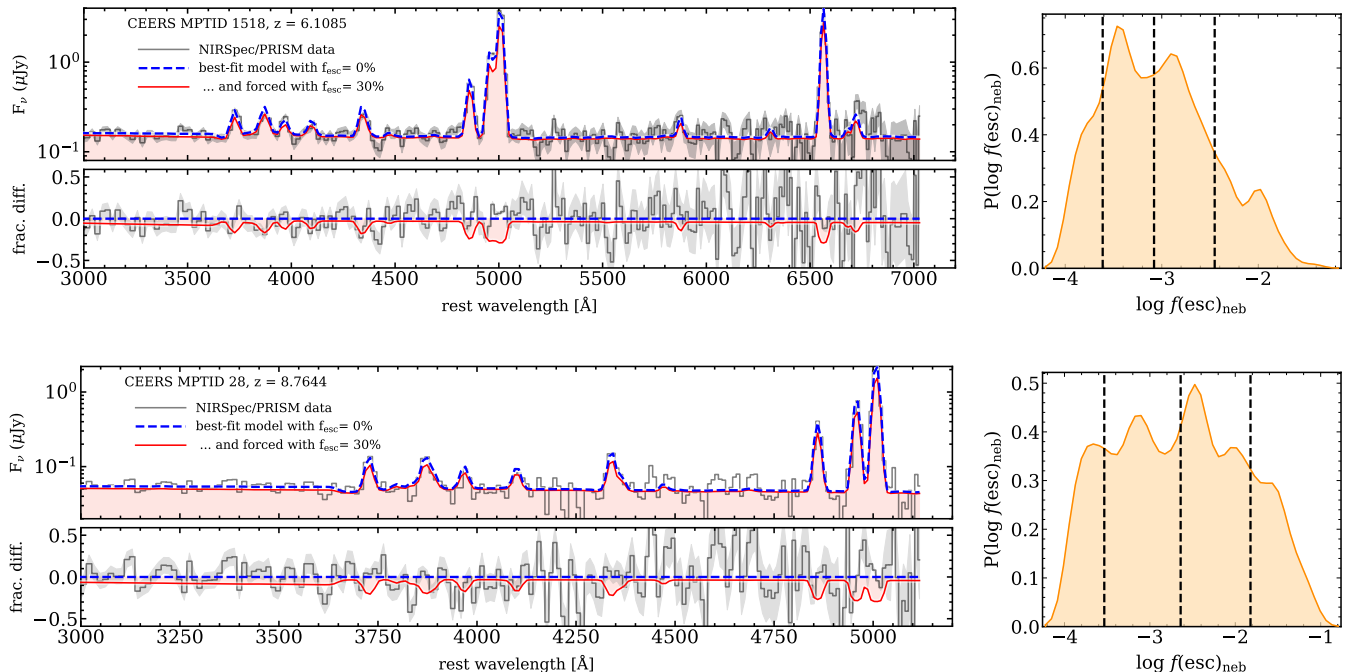 CEERS MPTID 1518, z = 6.1085
NIRSpec/PRISM data
best-fit model with f_esc= 0%
... and forced with f_esc= 30%
F_ν (μJy)
10⁰
10⁻¹
frac. diff.
0.5
0.0
−0.5
3000 3500 4000 4500 5000 5500 6000 6500 7000
rest wavelength [Å]
P(log f(esc)_neb)
0.6
0.4
0.2
0.0
−4 −3 −2
log f(esc)_neb
CEERS MPTID 28, z = 8.7644
NIRSpec/PRISM data
best-fit model with f_esc= 0%
... and forced with f_esc= 30%
F_ν (μJy)
10⁰
10⁻¹
frac. diff.
0.5
0.0
−0.5
3000 3250 3500 3750 4000 4250 4500 4750 5000
rest wavelength [Å]
P(log f(esc)_neb)
0.5
0.4
0.3
0.2
0.1
0.0
−4 −3 −2 −1
log f(esc)_neb